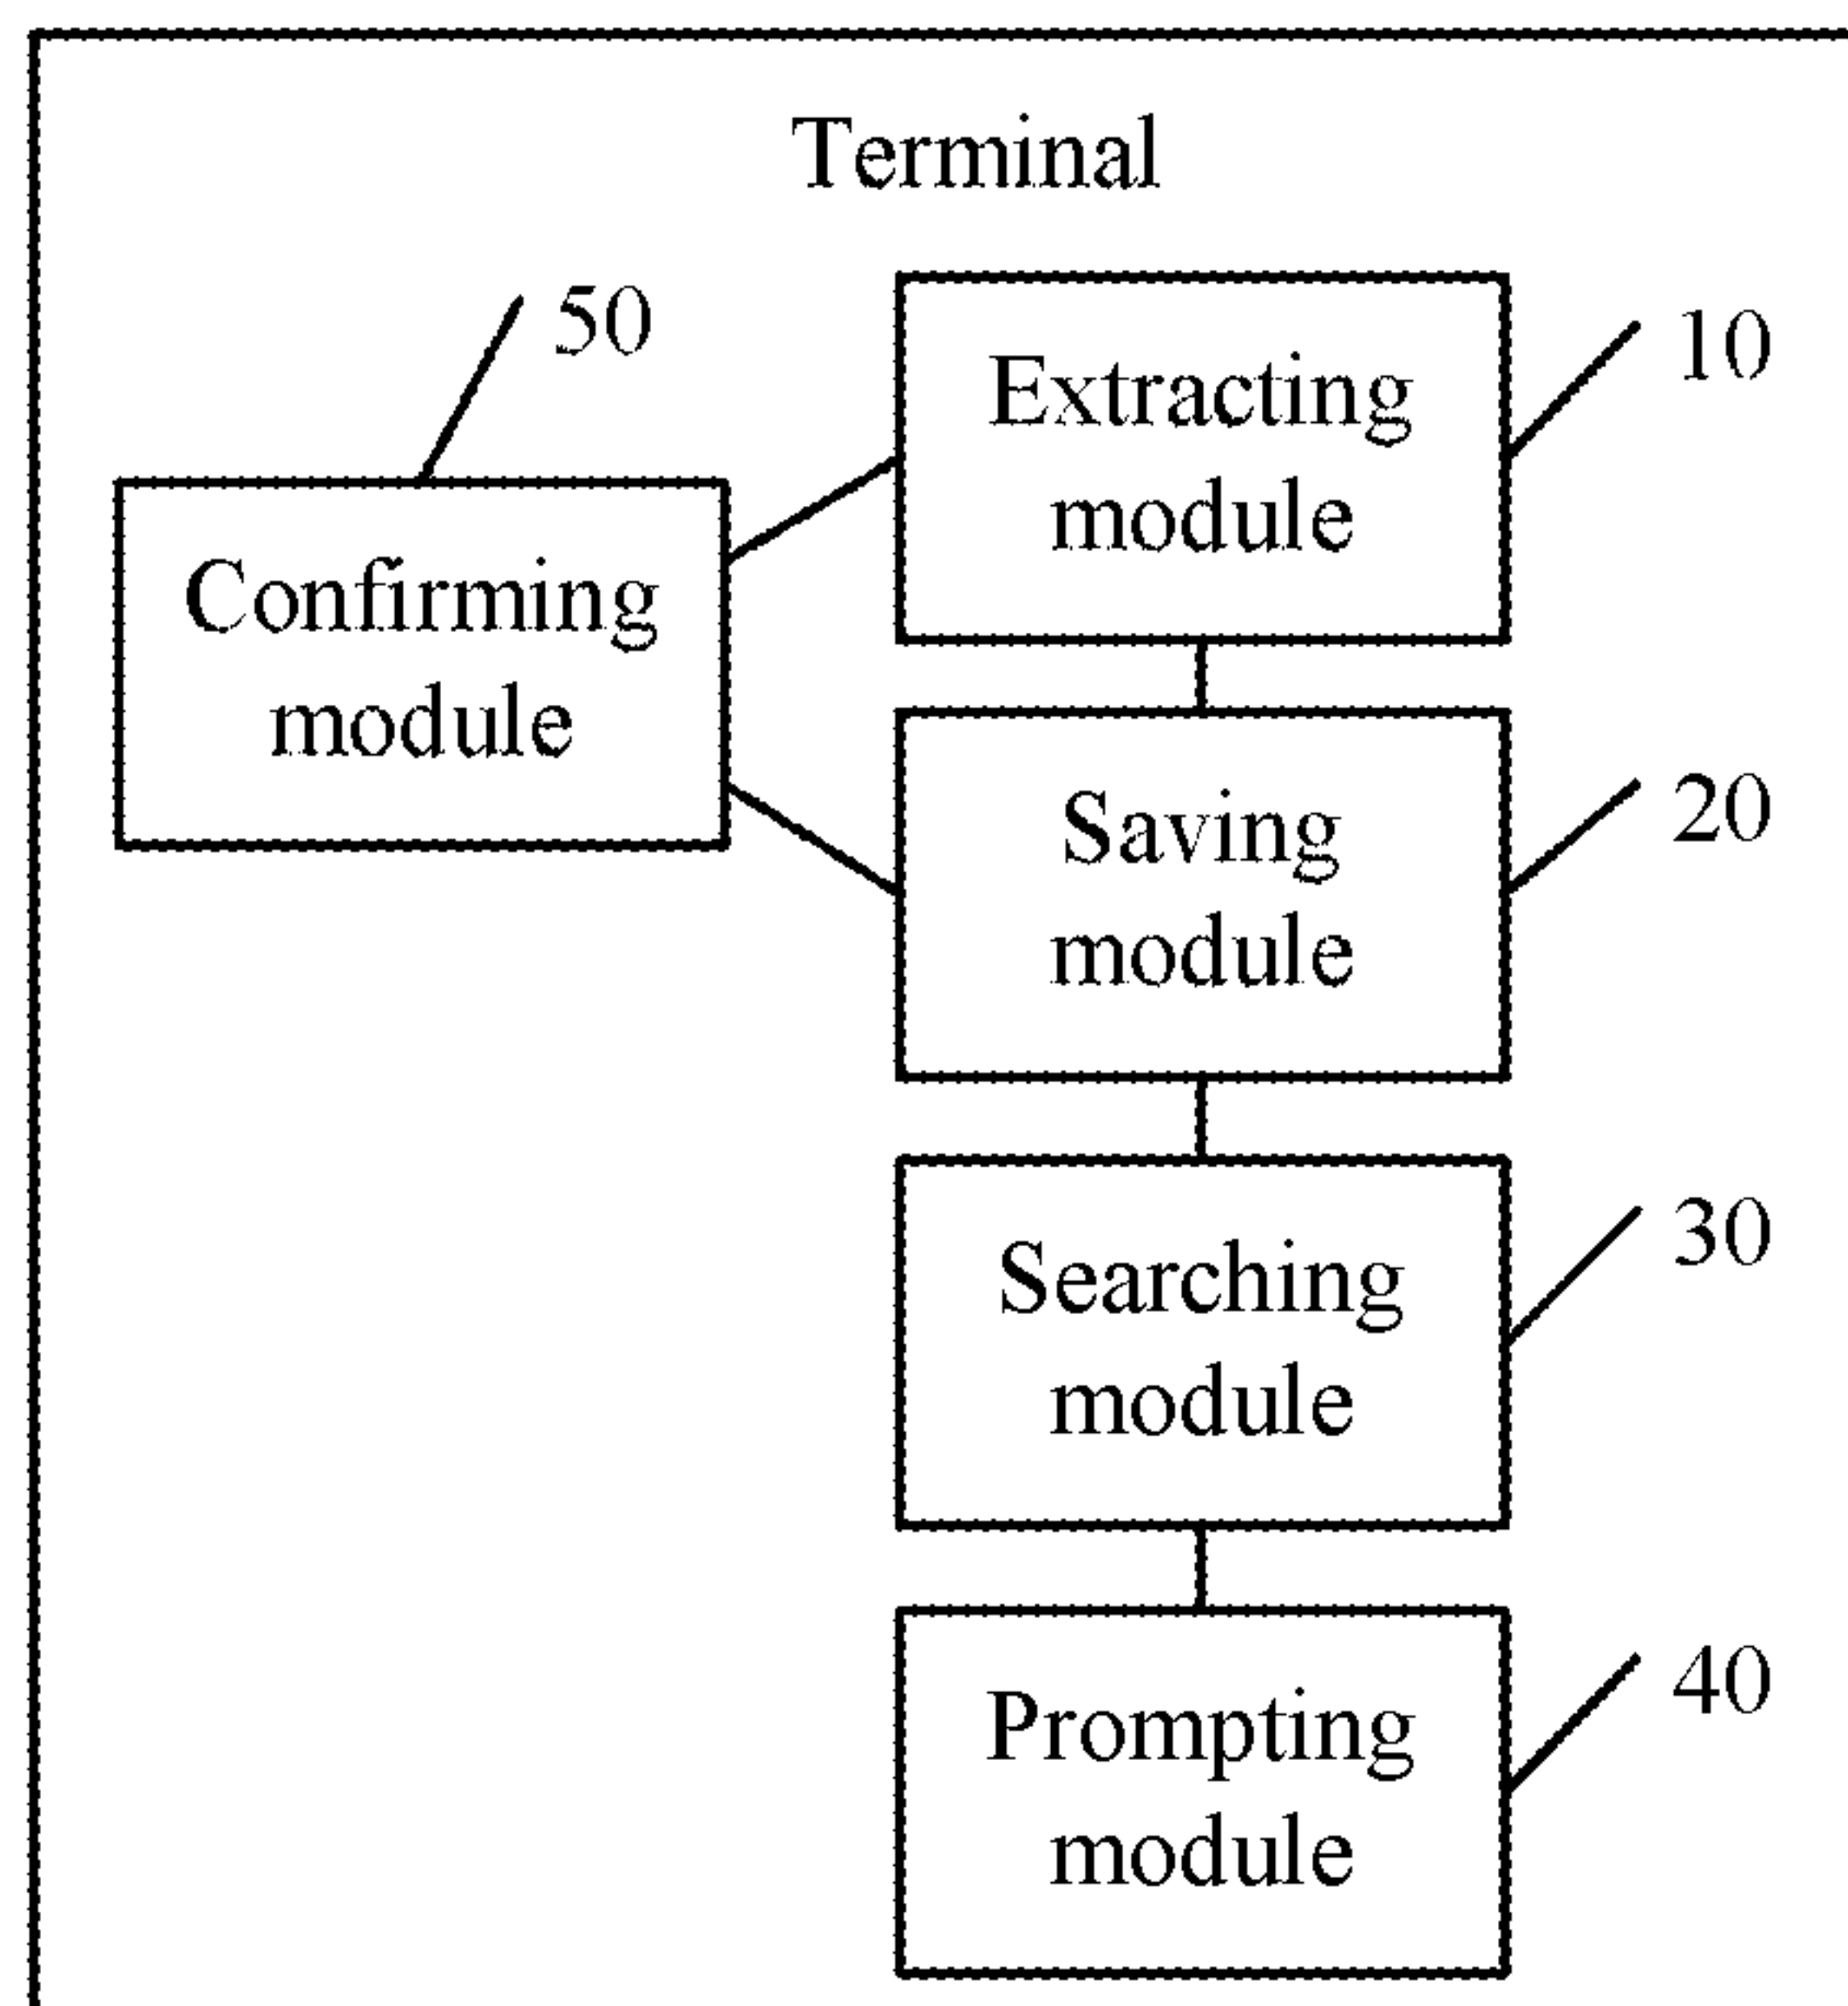 Terminal
50
10
Extracting
module
Confirming
module
20
Saving
module
30
Searching
module
40
Prompting
module